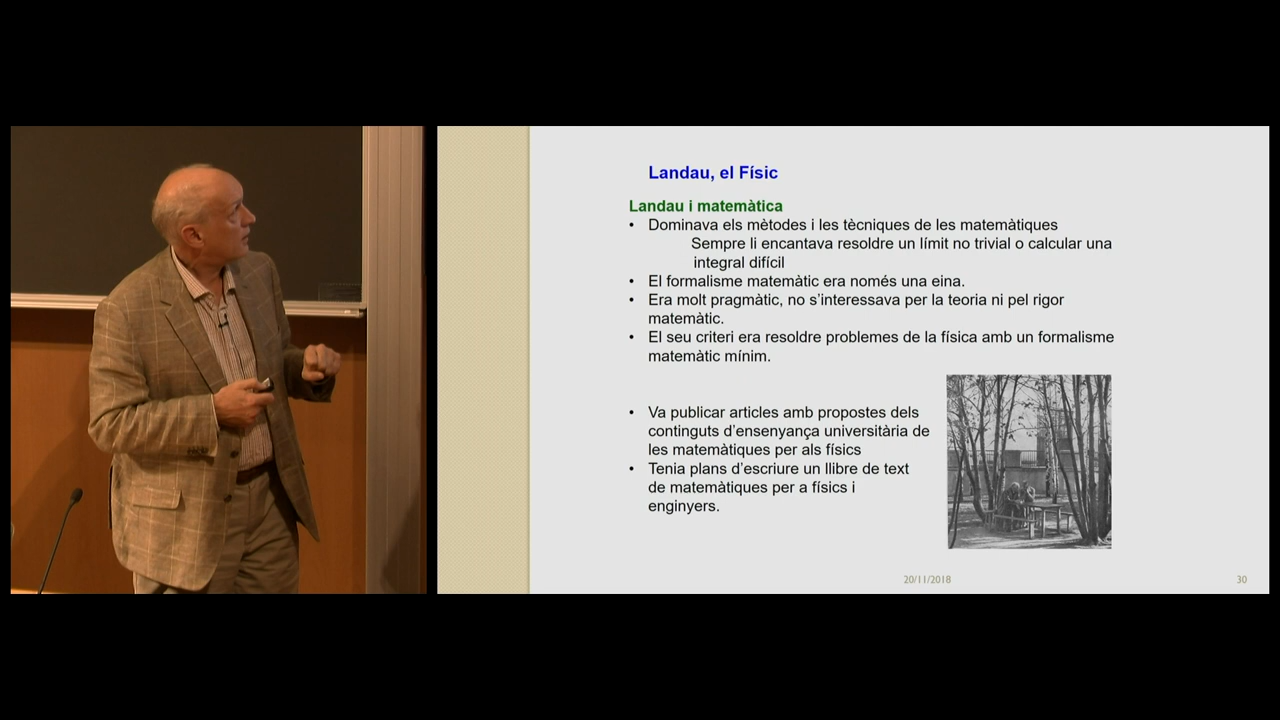 Landau, el Físic
Landau i matemàtica
• Dominava els mètodes i les tècniques de les matemàtiques
Sempre li encantava resoldre un límit no trivial o calcular una
integral difícil
• El formalisme matemàtic era només una eina.
• Era molt pragmàtic, no s’interessava per la teoria ni pel rigor
matemàtic.
• El seu criteri era resoldre problemes de la física amb un formalisme
matemàtic mínim.
• Va publicar articles amb propostes dels
continguts d’ensenyança universitària de
les matemàtiques per als físics
• Tenia plans d’escriure un llibre de text
de matemàtiques per a físics i
enginyers.
20/11/2018
30